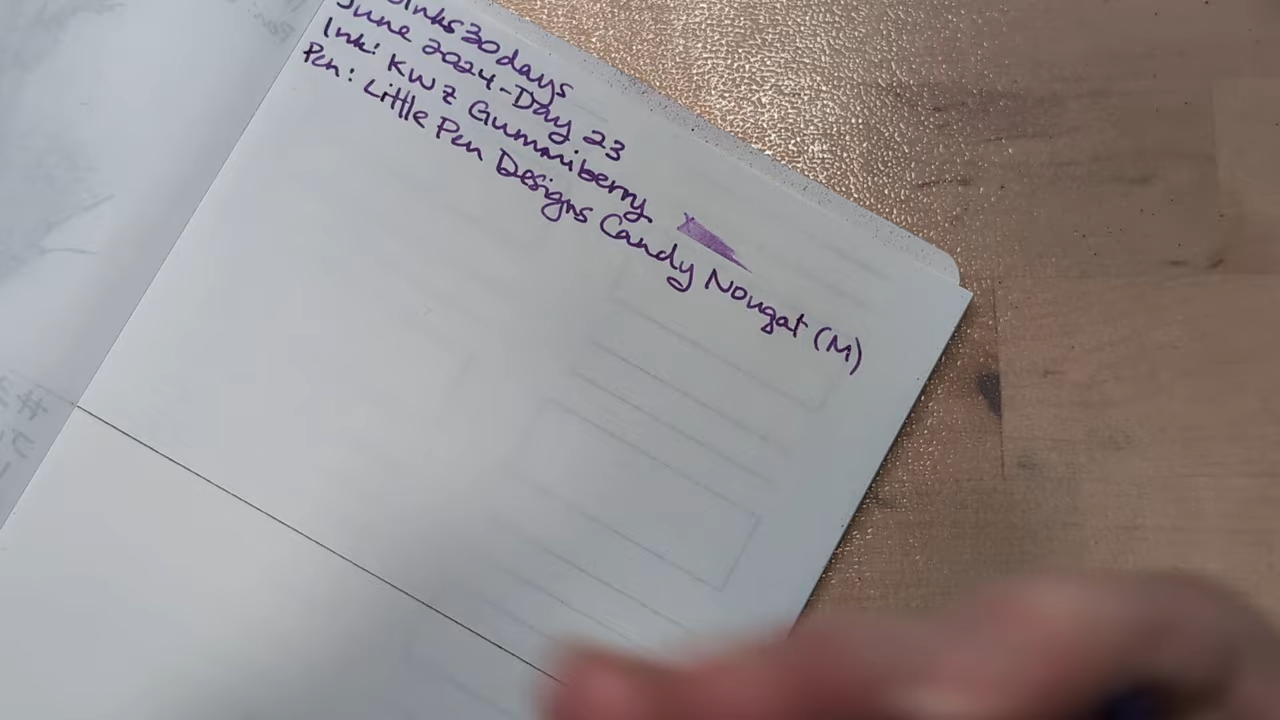 June 2024-Day 23
Ink: KWZ Gummiberry
Pen: Little Pen Designs Candy Nougat (M)